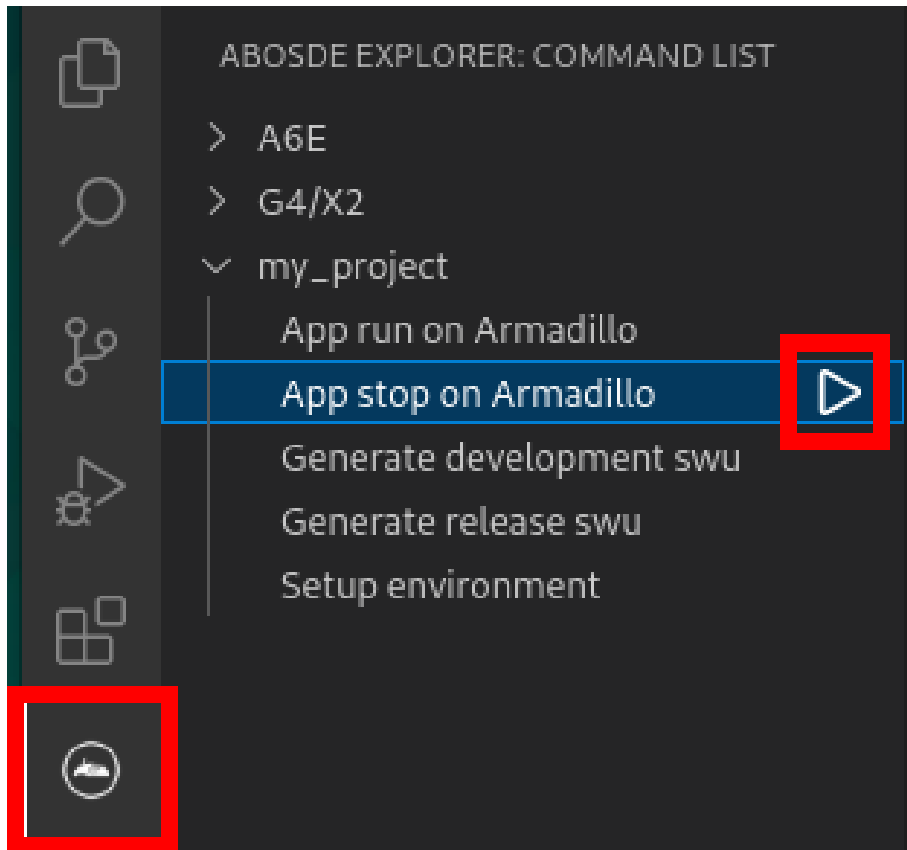 ABOSDE EXPLORER: COMMAND LIST
A6E
G4/X2
my_project
App run on Armadillo
App stop on Armadillo
Generate development swu
Generate release swu
Setup environment